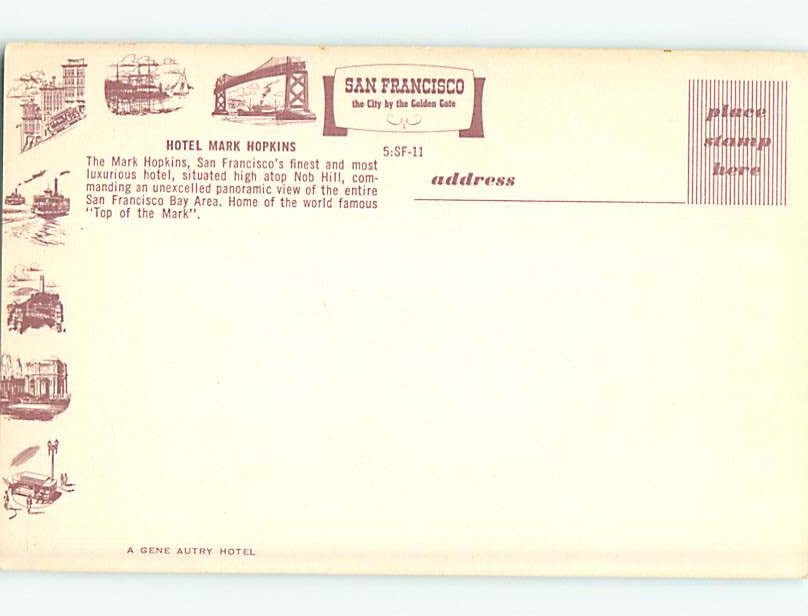 SAN FRANCISCO
the City by the Golden Gate
HOTEL MARK HOPKINS
5:SF-11
The Mark Hopkins, San Francisco's finest and most
luxurious hotel, situated high atop Nob Hill, com-
manding an unexcelled panoramic view of the entire
San Francisco Bay Area. Home of the world famous
"Top of the Mark".
address
place
stamp
here
A GENE AUTRY HOTEL